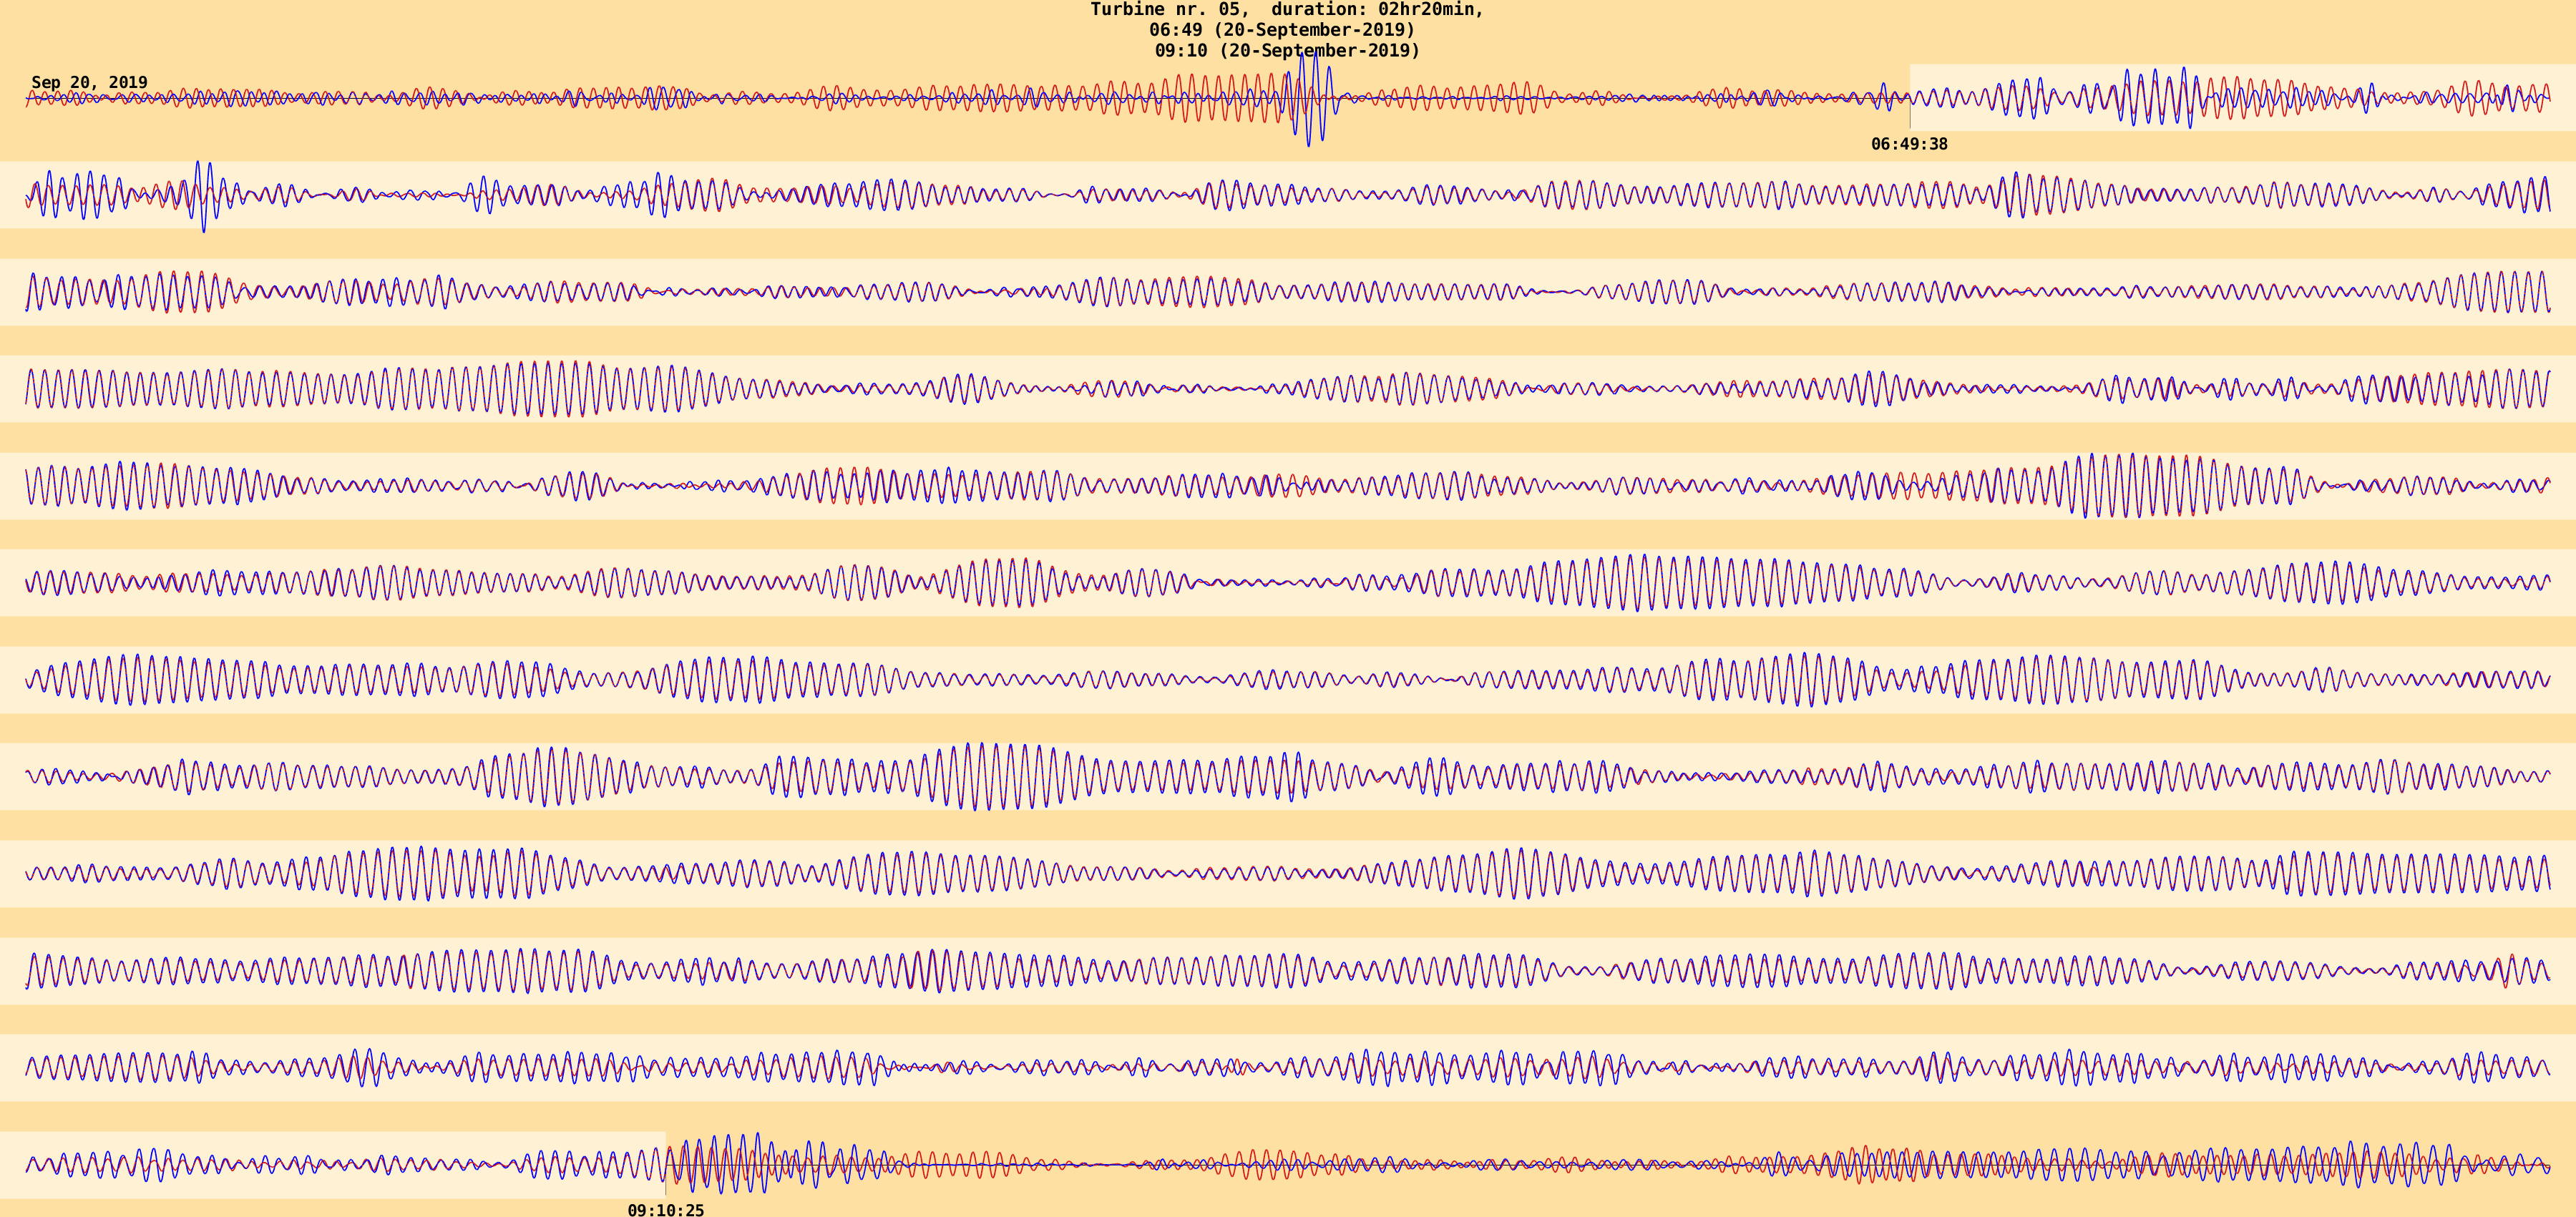 Turbine nr. 05,  duration: 02hr20min,
06:49 (20-September-2019)
09:10 (20-September-2019)
Sep 20, 2019
06:49:38
09:10:25